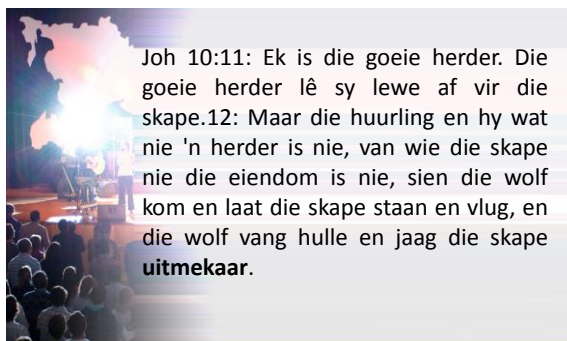 Joh 10:11: Ek is die goeie herder. Die
goeie herder lê sy lewe af vir die
skape.12: Maar die huurling en hy wat
nie 'n herder is nie, van wie die skape
nie die eiendom is nie, sien die wolf
kom en laat die skape staan en vlug, en
die wolf vang hulle en jaag die skape
uitmekaar.